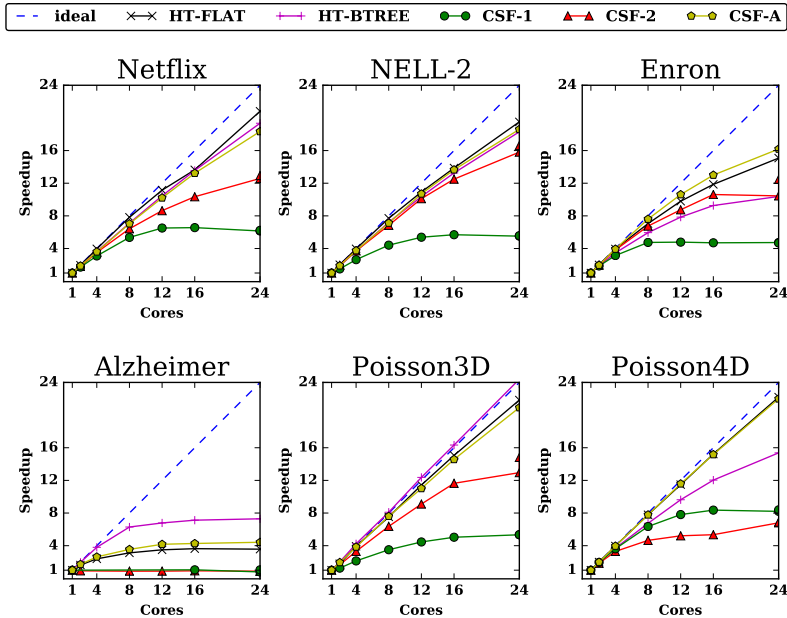 ideal HT-FLAT HT-BTREE CSF-1 CSF-2 CSF-A
Netflix NELL-2 Enron
24 24 24
16 16 16
12 12 12
8 8 8
4 4 4
1 1 1
Speedup Speedup Speedup
1 4 8 12 16 24 1 4 8 12 16 24 1 4 8 12 16 24
Cores Cores Cores
Alzheimer Poisson3D Poisson4D
24 24 24
16 16 16
12 12 12
8 8 8
4 4 4
1 1 1
Speedup Speedup Speedup
1 4 8 12 16 24 1 4 8 12 16 24 1 4 8 12 16 24
Cores Cores Cores